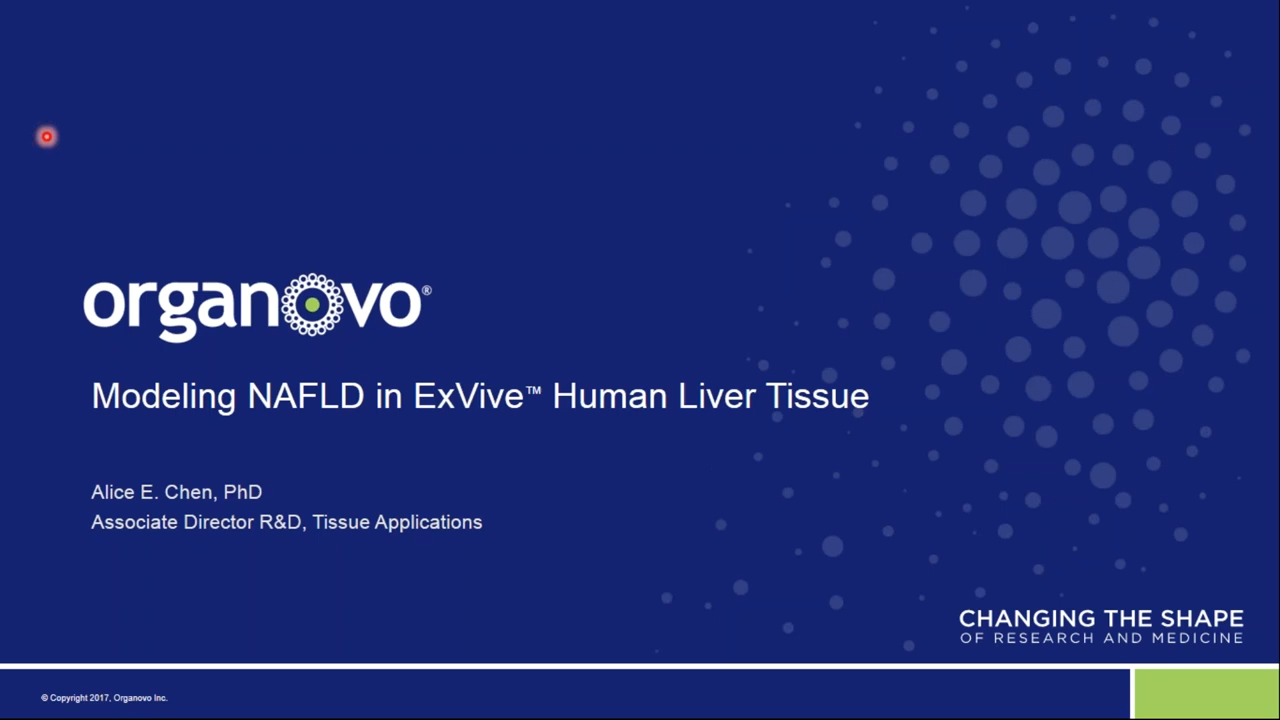 organovo®
Modeling NAFLD in ExVive™ Human Liver Tissue
Alice E. Chen, PhD
Associate Director R&D, Tissue Applications
CHANGING THE SHAPE
OF RESEARCH AND MEDICINE
© Copyright 2017, Organovo Inc.